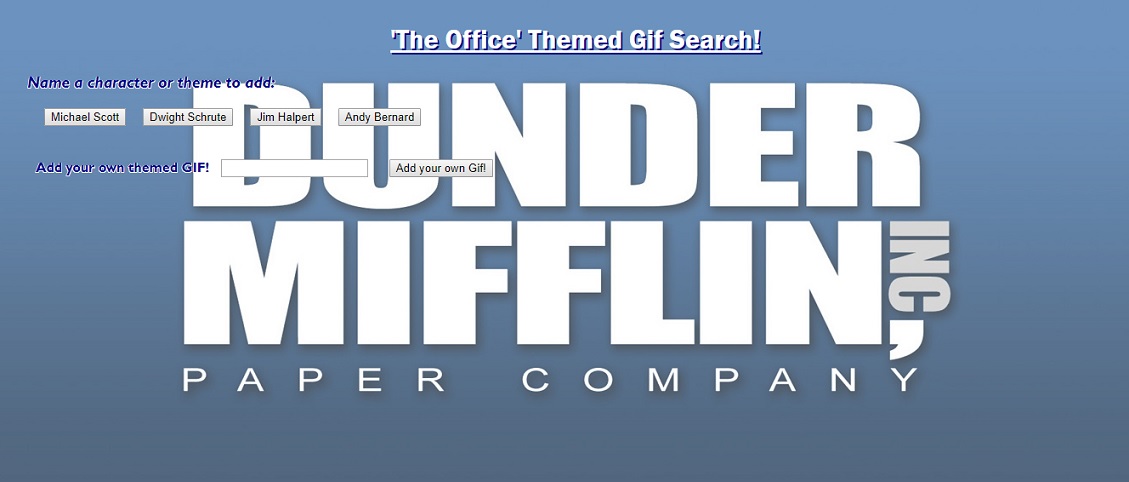 'The Office' Themed Gif Search!
Name a character or theme to add:
Michael Scott Dwight Schrute Jim Halpert Andy Bernard
Add your own themed GIF! Add your own Gif!
DUNDER
MIFFLIN, INC
PAPER COMPANY